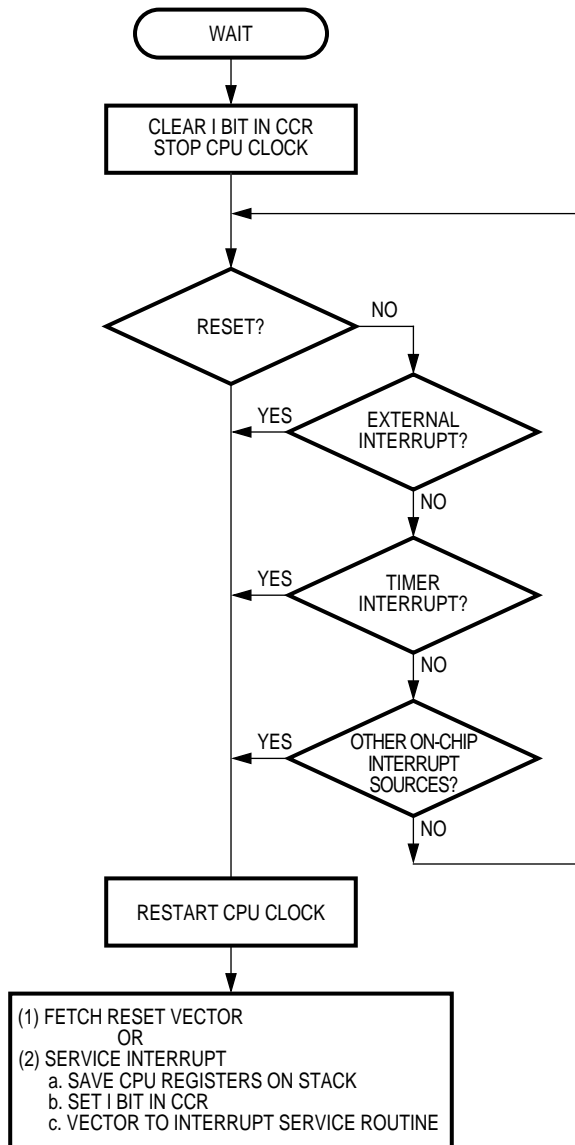 WAIT
CLEAR I BIT IN CCR
STOP CPU CLOCK
RESET?
NO
YES
EXTERNAL
INTERRUPT?
NO
YES
TIMER
INTERRUPT?
NO
YES
OTHER ON-CHIP
INTERRUPT
SOURCES?
NO
RESTART CPU CLOCK
(1) FETCH RESET VECTOR
OR
(2) SERVICE INTERRUPT
a. SAVE CPU REGISTERS ON STACK
b. SET I BIT IN CCR
c. VECTOR TO INTERRUPT SERVICE ROUTINE